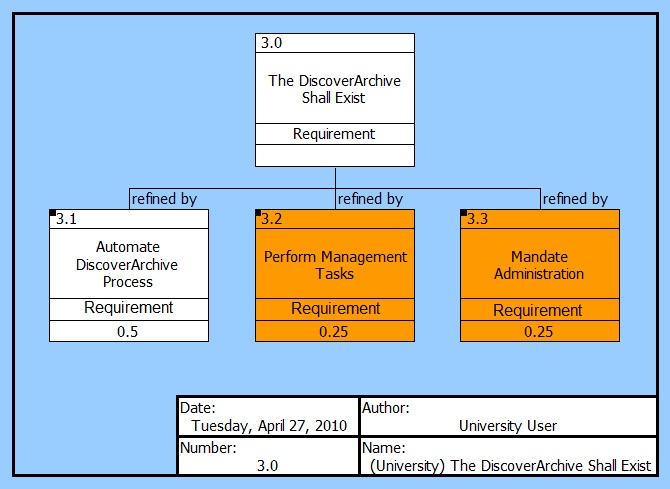 3.0
The DiscoverArchive
Shall Exist
Requirement
refined by
refined by
refined by
3.1
Automate
DiscoverArchive
Process
Requirement
0.5
3.2
Perform Management
Tasks
Requirement
0.25
3.3
Mandate
Administration
Requirement
0.25
Date:
Tuesday, April 27, 2010
Author:
University User
Number:
3.0
Name:
(University) The DiscoverArchive Shall Exist